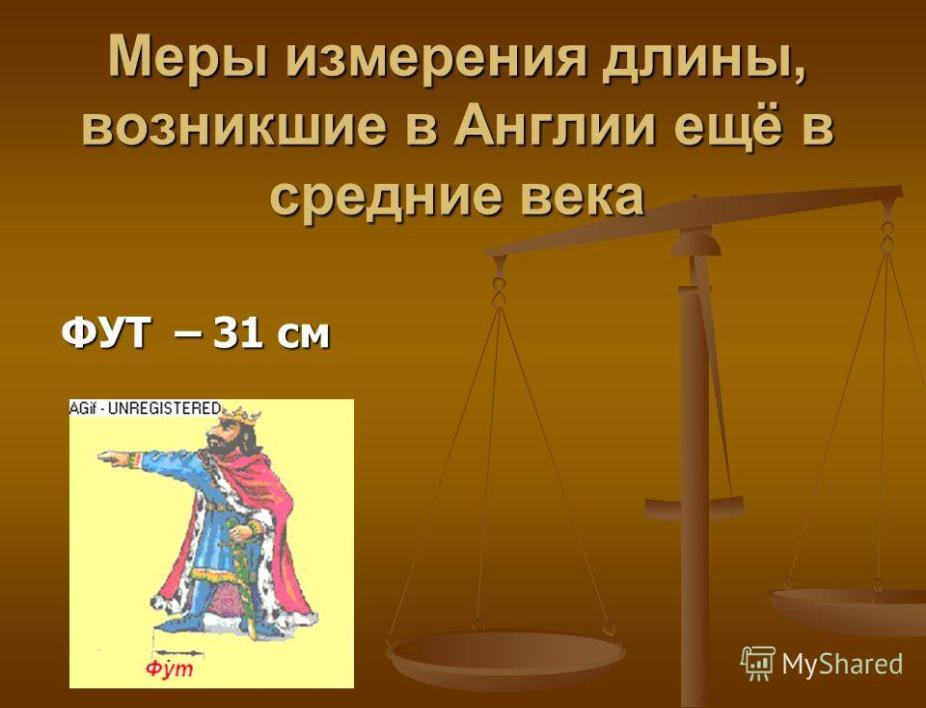 Меры измерения длины,
возникшие в Англии ещё в
средние века
ФУТ – 31 см
AGif - UNREGISTERED
Фут
MyShared